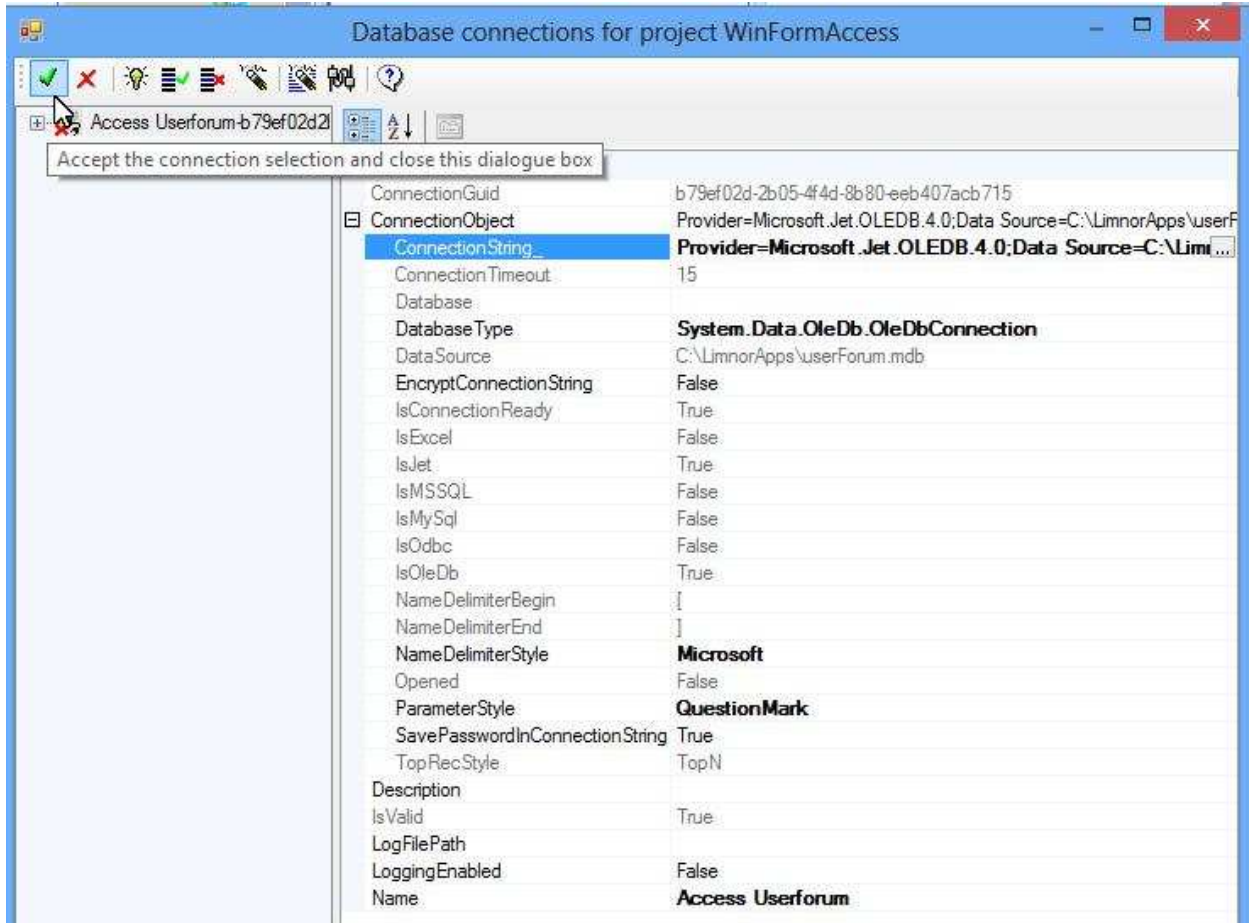 Database connections for project WinFormAccess
Access Userforum-b79ef02d2
Accept the connection selection and close this dialogue box
ConnectionGuid b79ef02d-2b05-4f4d-8b80-eeb407acb715
ConnectionObject Provider=Microsoft.Jet.OLEDB.4.0;Data Source=C:\LimnorApps\userF
ConnectionString_ Provider=Microsoft.Jet.OLEDB.4.0;Data Source=C:\Lim ...
ConnectionTimeout 15
Database
DatabaseType System.Data.OleDb.OleDbConnection
DataSource C:\LimnorApps\userForum.mdb
EncryptConnectionString False
IsConnectionReady True
IsExcel False
IsJet True
IsMSSQL False
IsMySql False
IsOdbc False
IsOleDb True
NameDelimiterBegin [
NameDelimiterEnd ]
NameDelimiterStyle Microsoft
Opened False
ParameterStyle QuestionMark
SavePasswordInConnectionString True
TopRecStyle TopN
Description
IsValid True
LogFilePath
LoggingEnabled False
Name Access Userforum